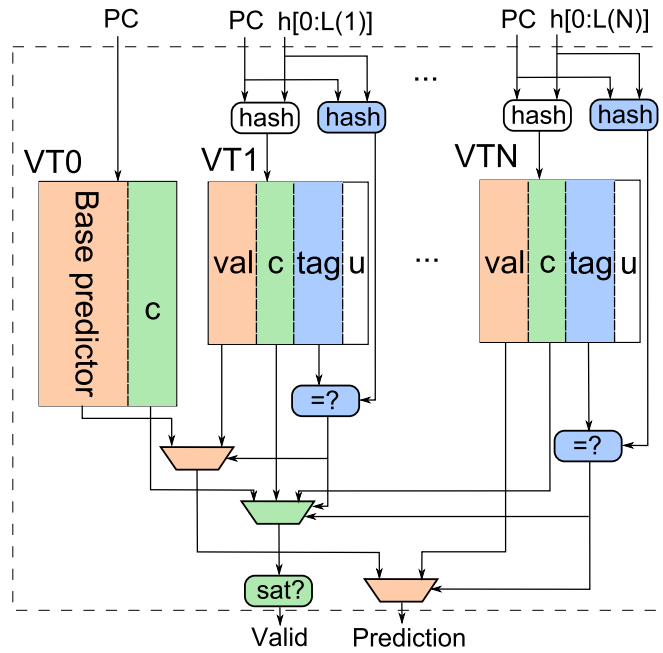 PC
PC h[0:L(1)]
PC h[0:L(N)]
...
hash
hash
hash
hash
VT0
VT1
VTN
Base predictor
c
val
c
tag
u
...
val
c
tag
u
=?
=?
sat?
Valid
Prediction